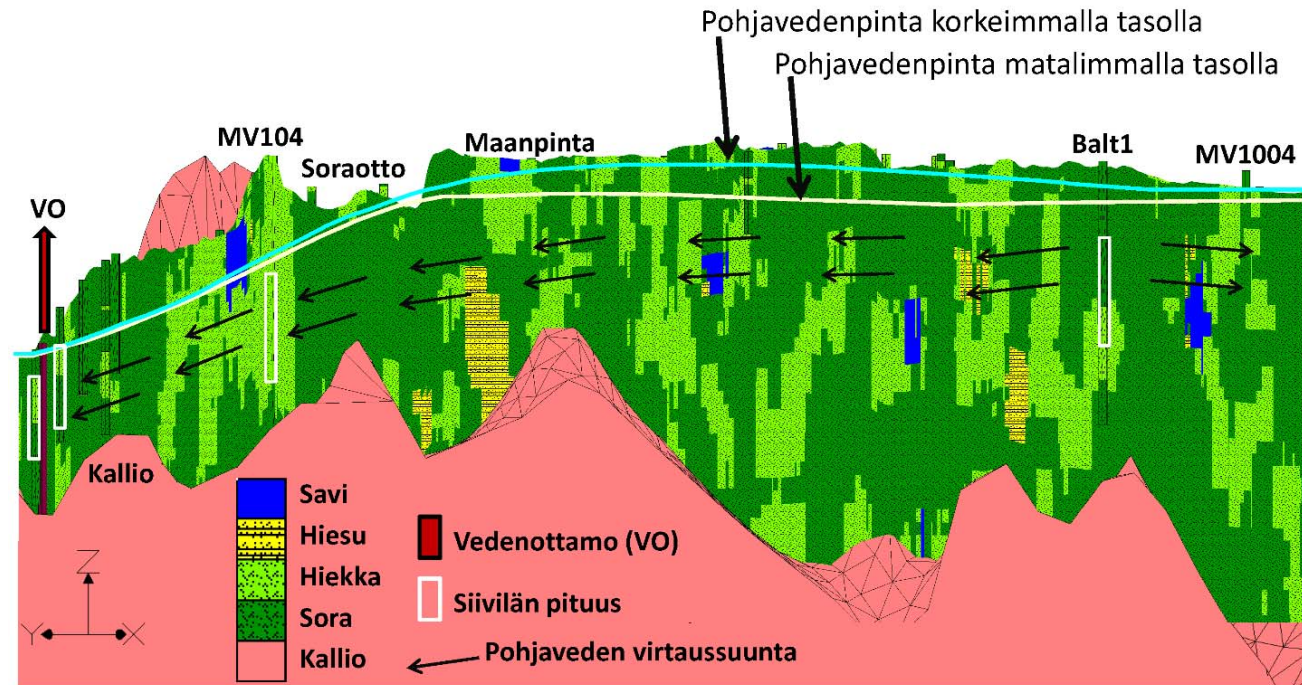 Pohjavedenpinta korkeimmalla tasolla
Pohjavedenpinta matalimmalla tasolla
MV104
Soraotto
Maanpinta
Balt1
MV1004
VO
Kallio
Savi
Hiesu
Hiekka
Sora
Kallio
Vedenottamo (VO)
Siivilän pituus
Pohjaveden virtaussuunta
Z
Y
X